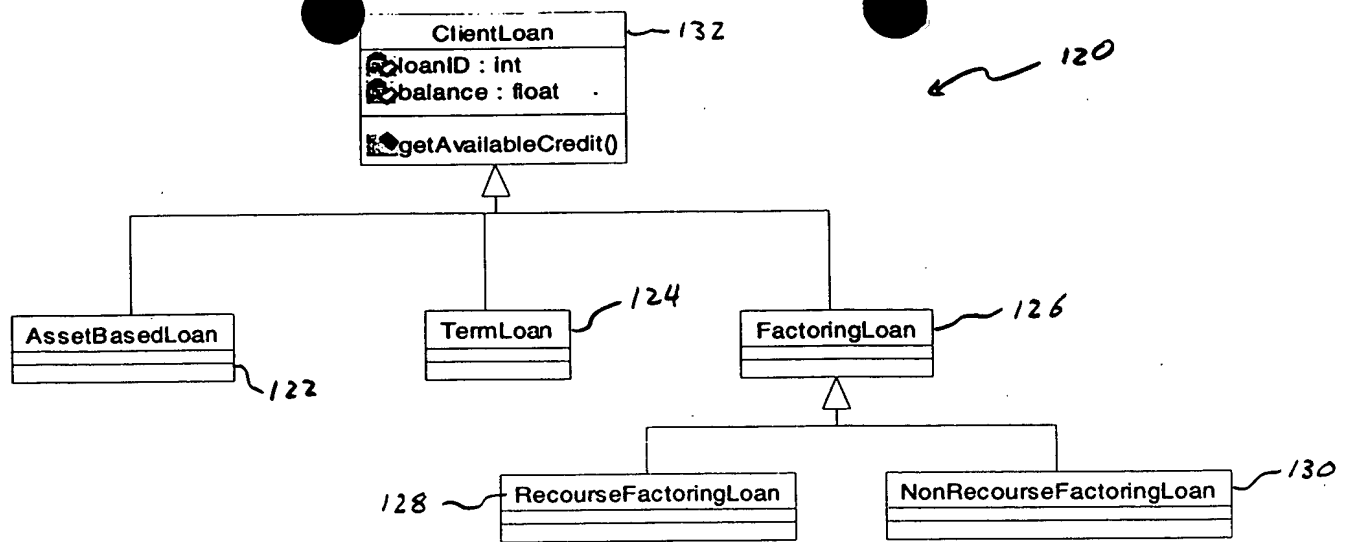 ClientLoan
132
loanID : int
balance : float
getAvailableCredit()
120
AssetBasedLoan
122
TermLoan
124
FactoringLoan
126
128
RecourseFactoringLoan
NonRecourseFactoringLoan
130